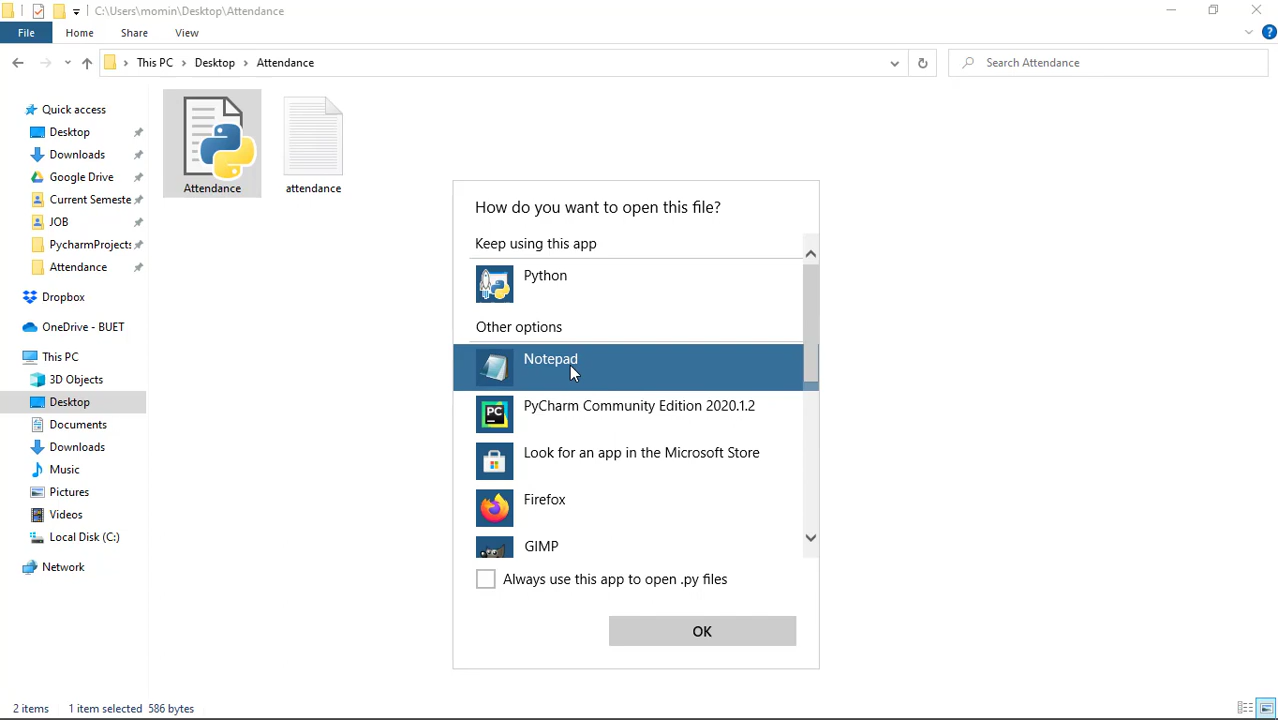 C:\Users\momin\Desktop\Attendance
File Home Share View
This PC Desktop Attendance
Search Attendance
Quick access
Desktop
Downloads
Google Drive
Current Semeste
JOB
PycharmProjects
Attendance
Dropbox
OneDrive - BUET
This PC
3D Objects
Desktop
Documents
Downloads
Music
Pictures
Videos
Local Disk (C:)
Network
Attendance
attendance
How do you want to open this file?
Keep using this app
Python
Other options
Notepad
PC
PyCharm Community Edition 2020.1.2
Look for an app in the Microsoft Store
Firefox
GIMP
Always use this app to open .py files
OK
2 items 1 item selected 586 bytes